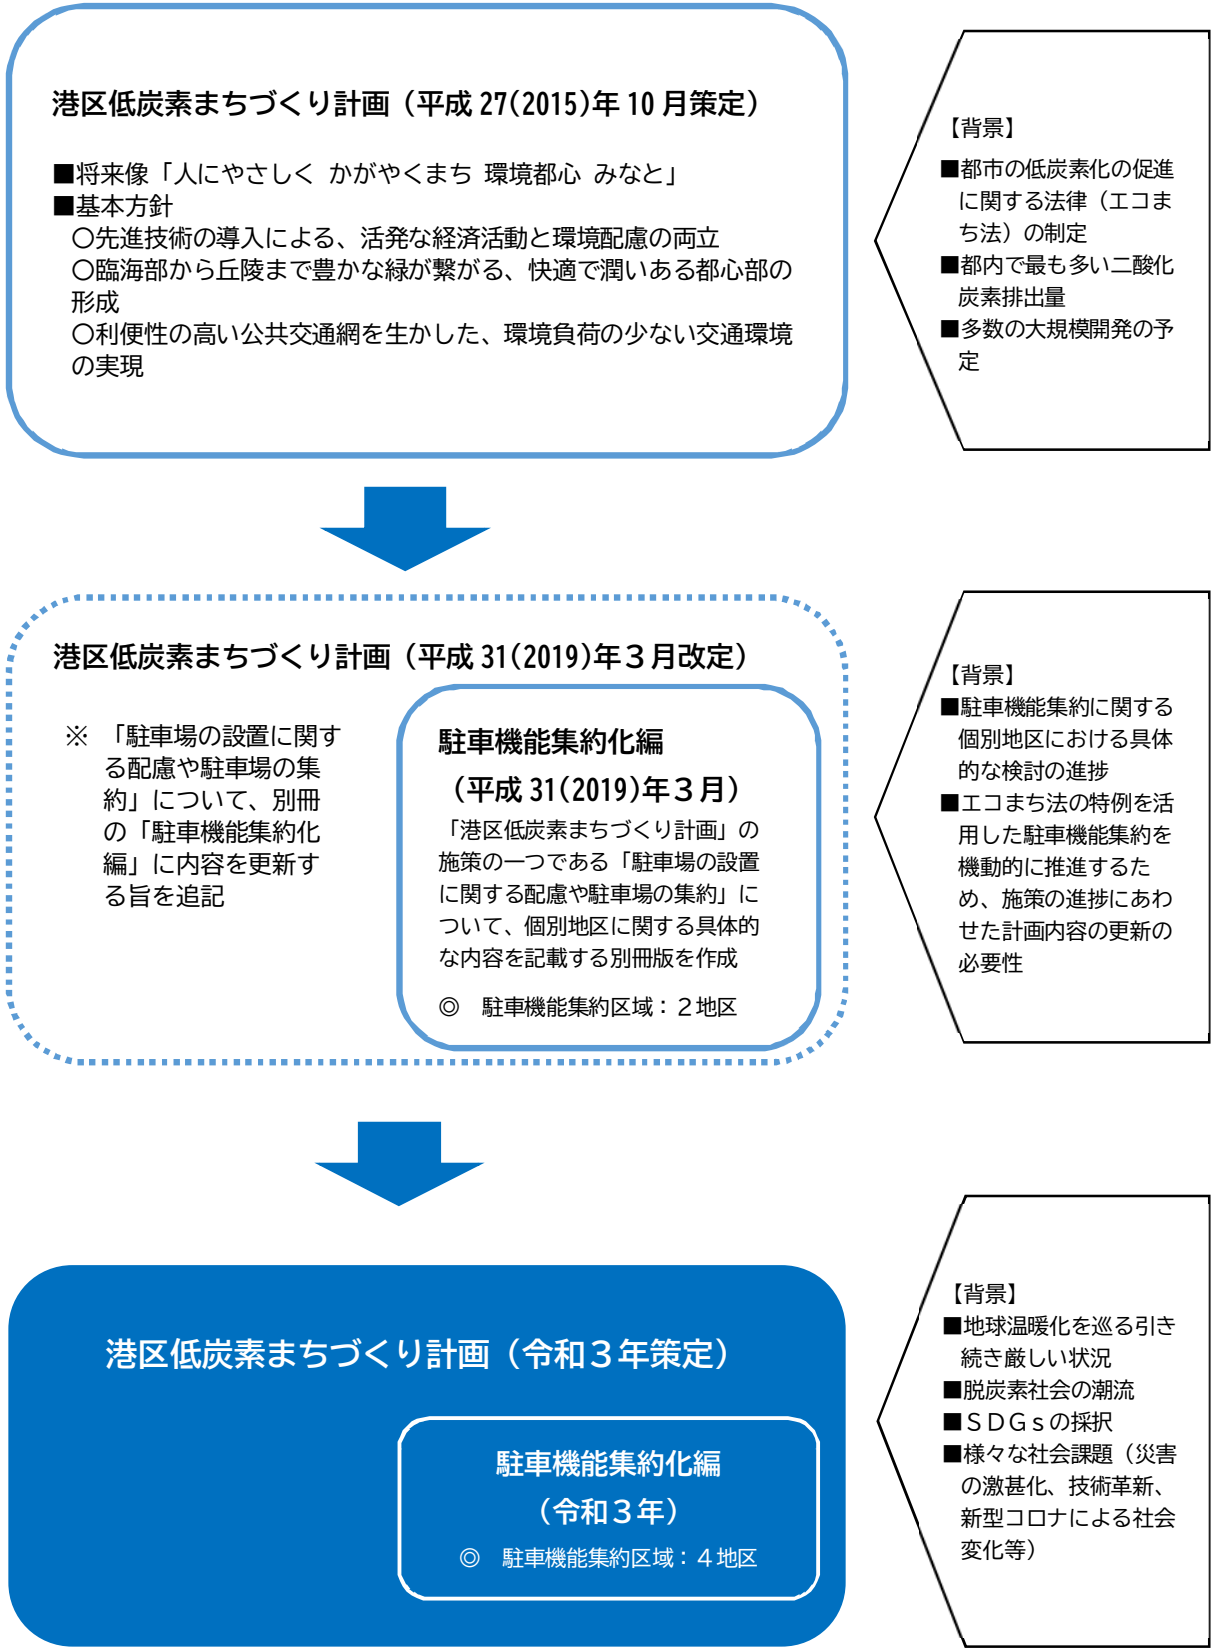 港区低炭素まちづくり計画（平成 27(2015)年 10 月策定）
■将来像「人にやさしく かがやくまち 環境都心 みなと」
■基本方針
○先進技術の導入による、活発な経済活動と環境配慮の両立
○臨海部から丘陵まで豊かな緑が繋がる、快適で潤いある都心部の
形成
○利便性の高い公共交通網を生かした、環境負荷の少ない交通環境
の実現
【背景】
■都市の低炭素化の促進
に関する法律（エコま
ち法）の制定
■都内で最も多い二酸化
炭素排出量
■多数の大規模開発の予
定
港区低炭素まちづくり計画（平成 31(2019)年３月改定）
※ 「駐車場の設置に関す
る配慮や駐車場の集
約」について、別冊
の「駐車機能集約化
編」に内容を更新す
る旨を追記
駐車機能集約化編
（平成 31(2019)年３月）
「港区低炭素まちづくり計画」の
施策の一つである「駐車場の設置
に関する配慮や駐車場の集約」に
ついて、個別地区に関する具体的
な内容を記載する別冊版を作成
◎ 駐車機能集約区域：２地区
【背景】
■駐車機能集約に関する
個別地区における具体
的な検討の進捗
■エコまち法の特例を活
用した駐車機能集約を
機動的に推進するた
め、施策の進捗にあわ
せた計画内容の更新の
必要性
港区低炭素まちづくり計画（令和３年策定）
駐車機能集約化編
（令和３年）
◎ 駐車機能集約区域：４地区
【背景】
■地球温暖化を巡る引き
続き厳しい状況
■脱炭素社会の潮流
■ＳＤＧｓの採択
■様々な社会課題（災害
の激甚化、技術革新、
新型コロナによる社会
変化等）